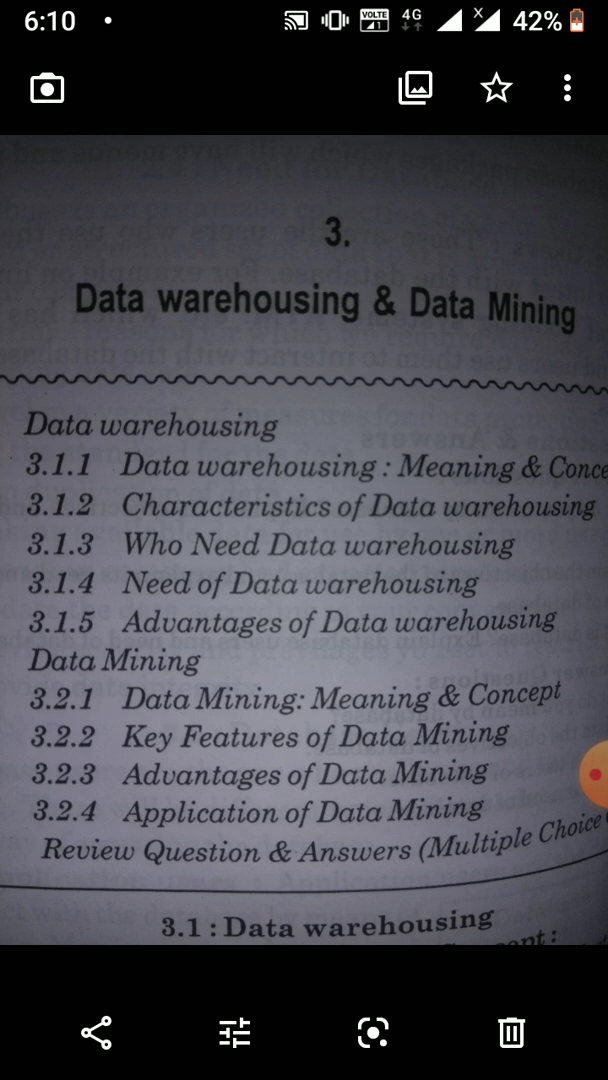 6:10
VOLTE 4G X 42%
3.
Data warehousing & Data Mining
Data warehousing
3.1.1 Data warehousing : Meaning & Conce
3.1.2 Characteristics of Data warehousing
3.1.3 Who Need Data warehousing
3.1.4 Need of Data warehousing
3.1.5 Advantages of Data warehousing
Data Mining
3.2.1 Data Mining: Meaning & Concept
3.2.2 Key Features of Data Mining
3.2.3 Advantages of Data Mining
3.2.4 Application of Data Mining
Review Question & Answers (Multiple Choice
3.1 : Data warehousing